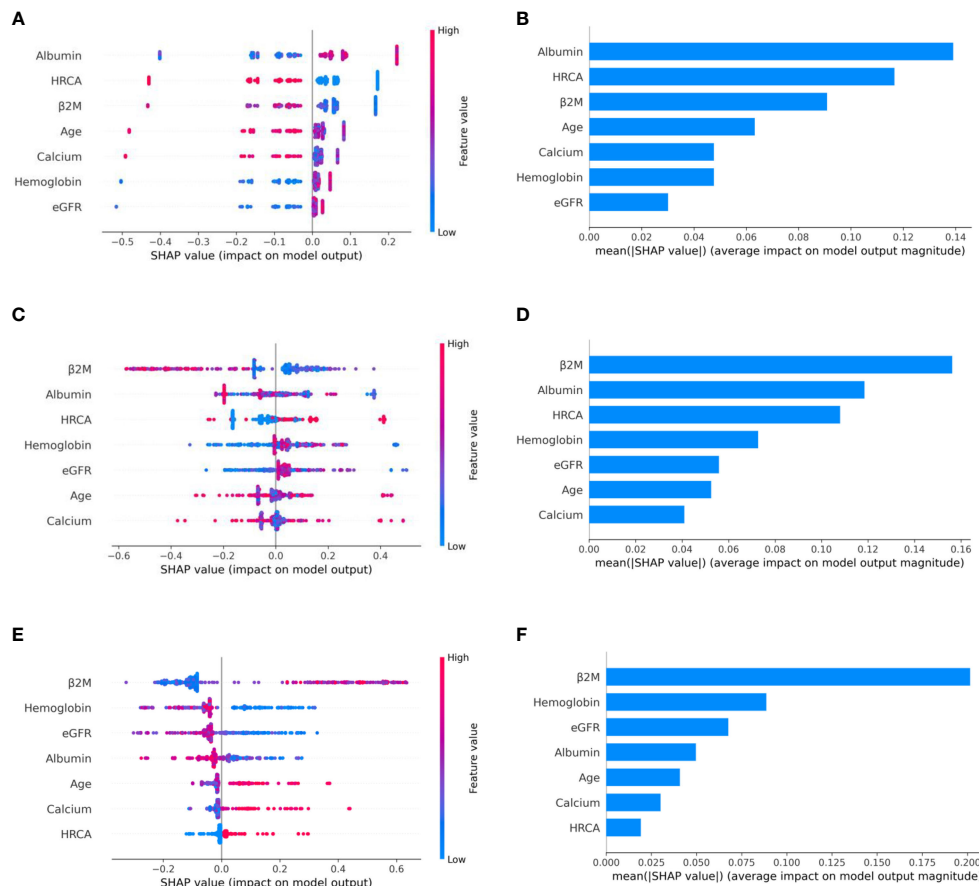 A
High
Albumin
HRCA
β2M
Age
Calcium
Hemoglobin
eGFR
Feature value
Low
−0.5 −0.4 −0.3 −0.2 −0.1 0.0 0.1 0.2
SHAP value (impact on model output)
B
Albumin
HRCA
β2M
Age
Calcium
Hemoglobin
eGFR
0.00 0.02 0.04 0.06 0.08 0.10 0.12 0.14
mean(|SHAP value|) (average impact on model output magnitude)
C
High
β2M
Albumin
HRCA
Hemoglobin
eGFR
Age
Calcium
Feature value
Low
−0.6 −0.4 −0.2 0.0 0.2 0.4
SHAP value (impact on model output)
D
β2M
Albumin
HRCA
Hemoglobin
eGFR
Age
Calcium
0.00 0.02 0.04 0.06 0.08 0.10 0.12 0.14 0.16
mean(|SHAP value|) (average impact on model output magnitude)
E
High
β2M
Hemoglobin
eGFR
Albumin
Age
Calcium
HRCA
Feature value
Low
−0.2 0.0 0.2 0.4 0.6
SHAP value (impact on model output)
F
β2M
Hemoglobin
eGFR
Albumin
Age
Calcium
HRCA
0.000 0.025 0.050 0.075 0.100 0.125 0.150 0.175 0.200
mean(|SHAP value|) (average impact on model output magnitude